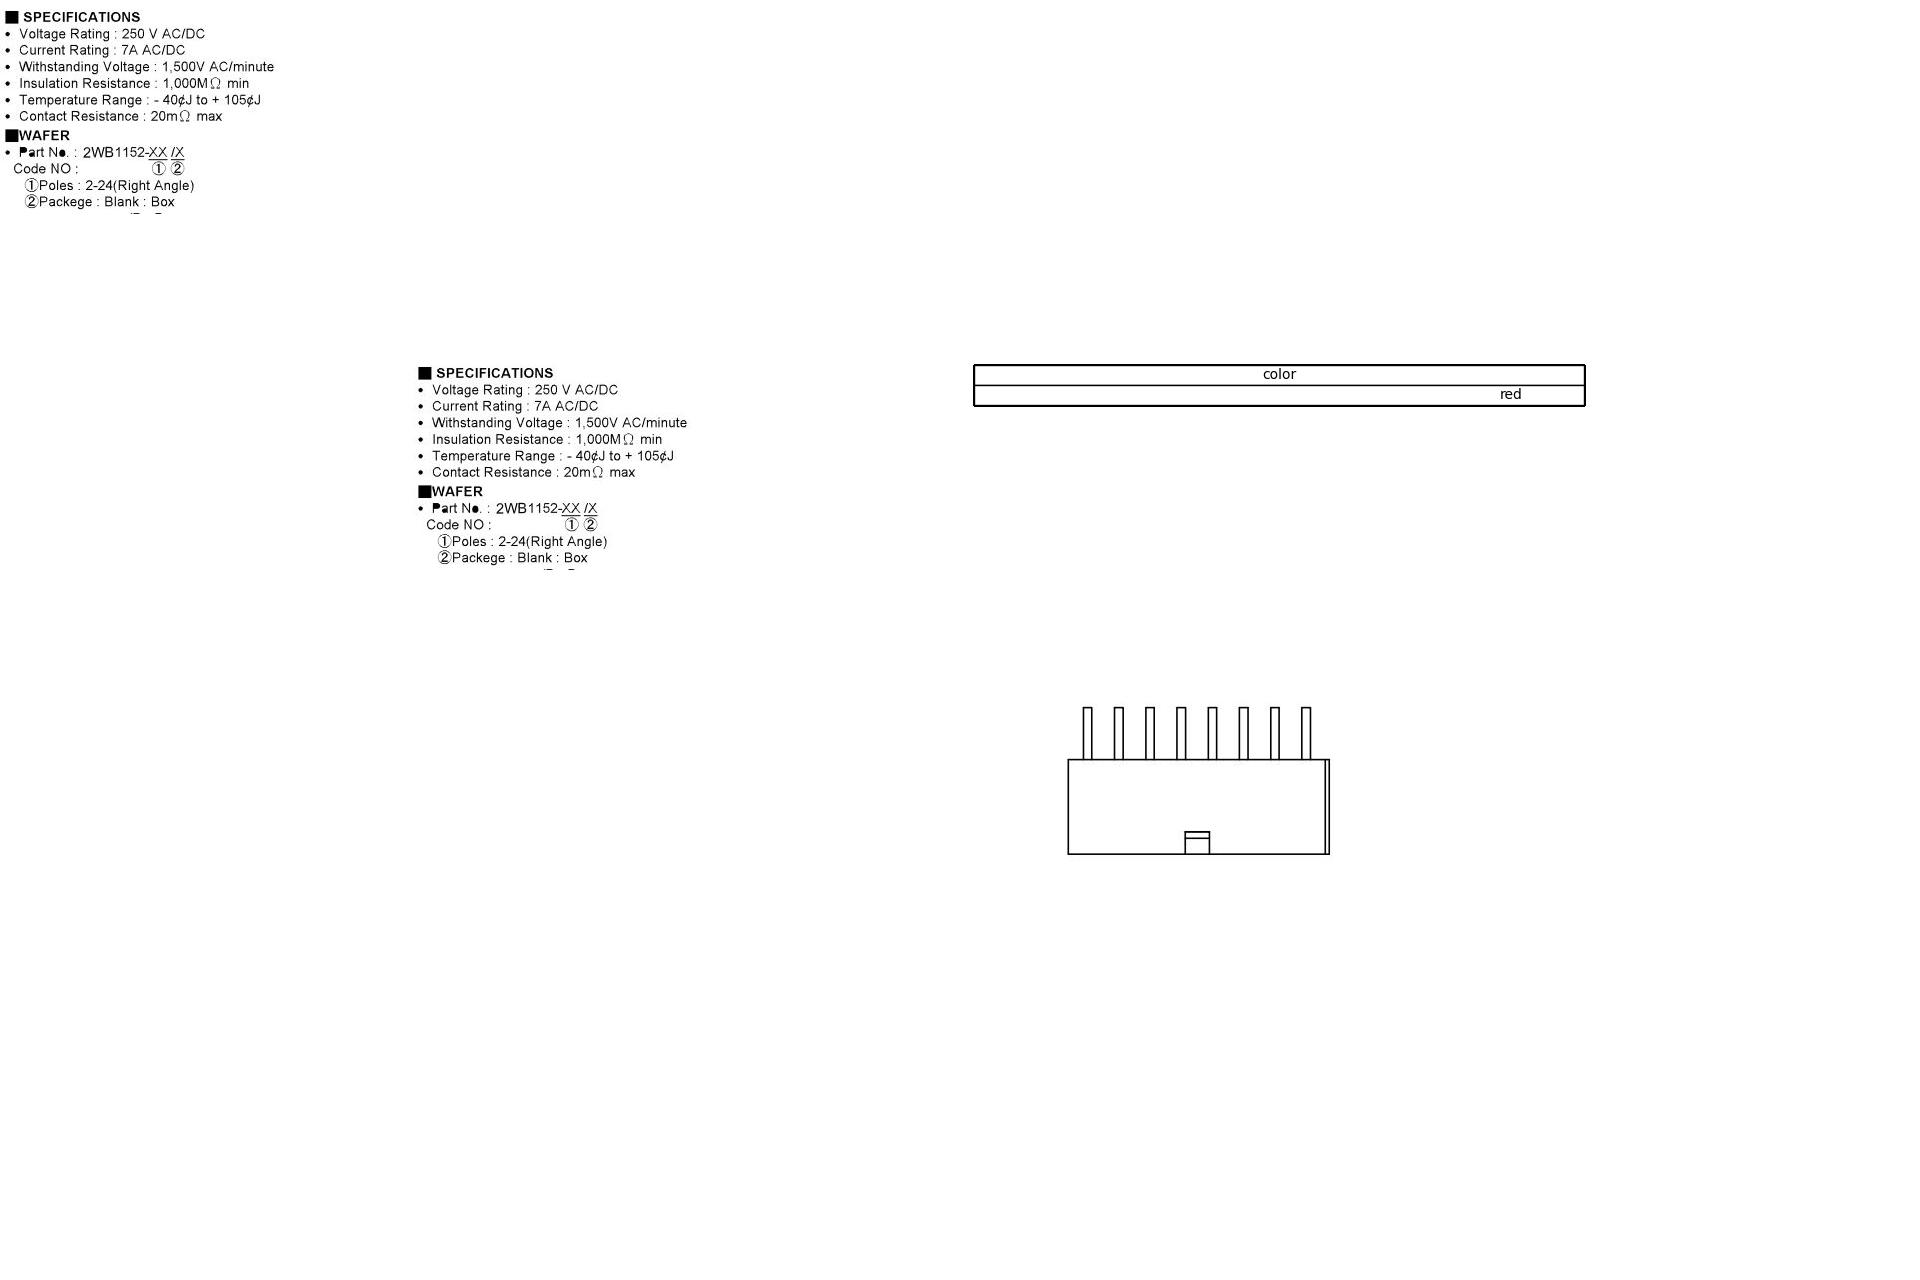 ■ SPECIFICATIONS
• Voltage Rating : 250 V AC/DC
• Current Rating : 7A AC/DC
• Withstanding Voltage : 1,500V AC/minute
• Insulation Resistance : 1,000MΩ min
• Temperature Range : - 40¢J to + 105¢J
• Contact Resistance : 20mΩ max
■WAFER
• Part No. : 2WB1152-XX /X
Code NO : ① ②
①Poles : 2-24(Right Angle)
②Packege : Blank : Box
■ SPECIFICATIONS
• Voltage Rating : 250 V AC/DC
• Current Rating : 7A AC/DC
• Withstanding Voltage : 1,500V AC/minute
• Insulation Resistance : 1,000MΩ min
• Temperature Range : - 40¢J to + 105¢J
• Contact Resistance : 20mΩ max
■WAFER
• Part No. : 2WB1152-XX /X
Code NO : ① ②
①Poles : 2-24(Right Angle)
②Packege : Blank : Box
color
red